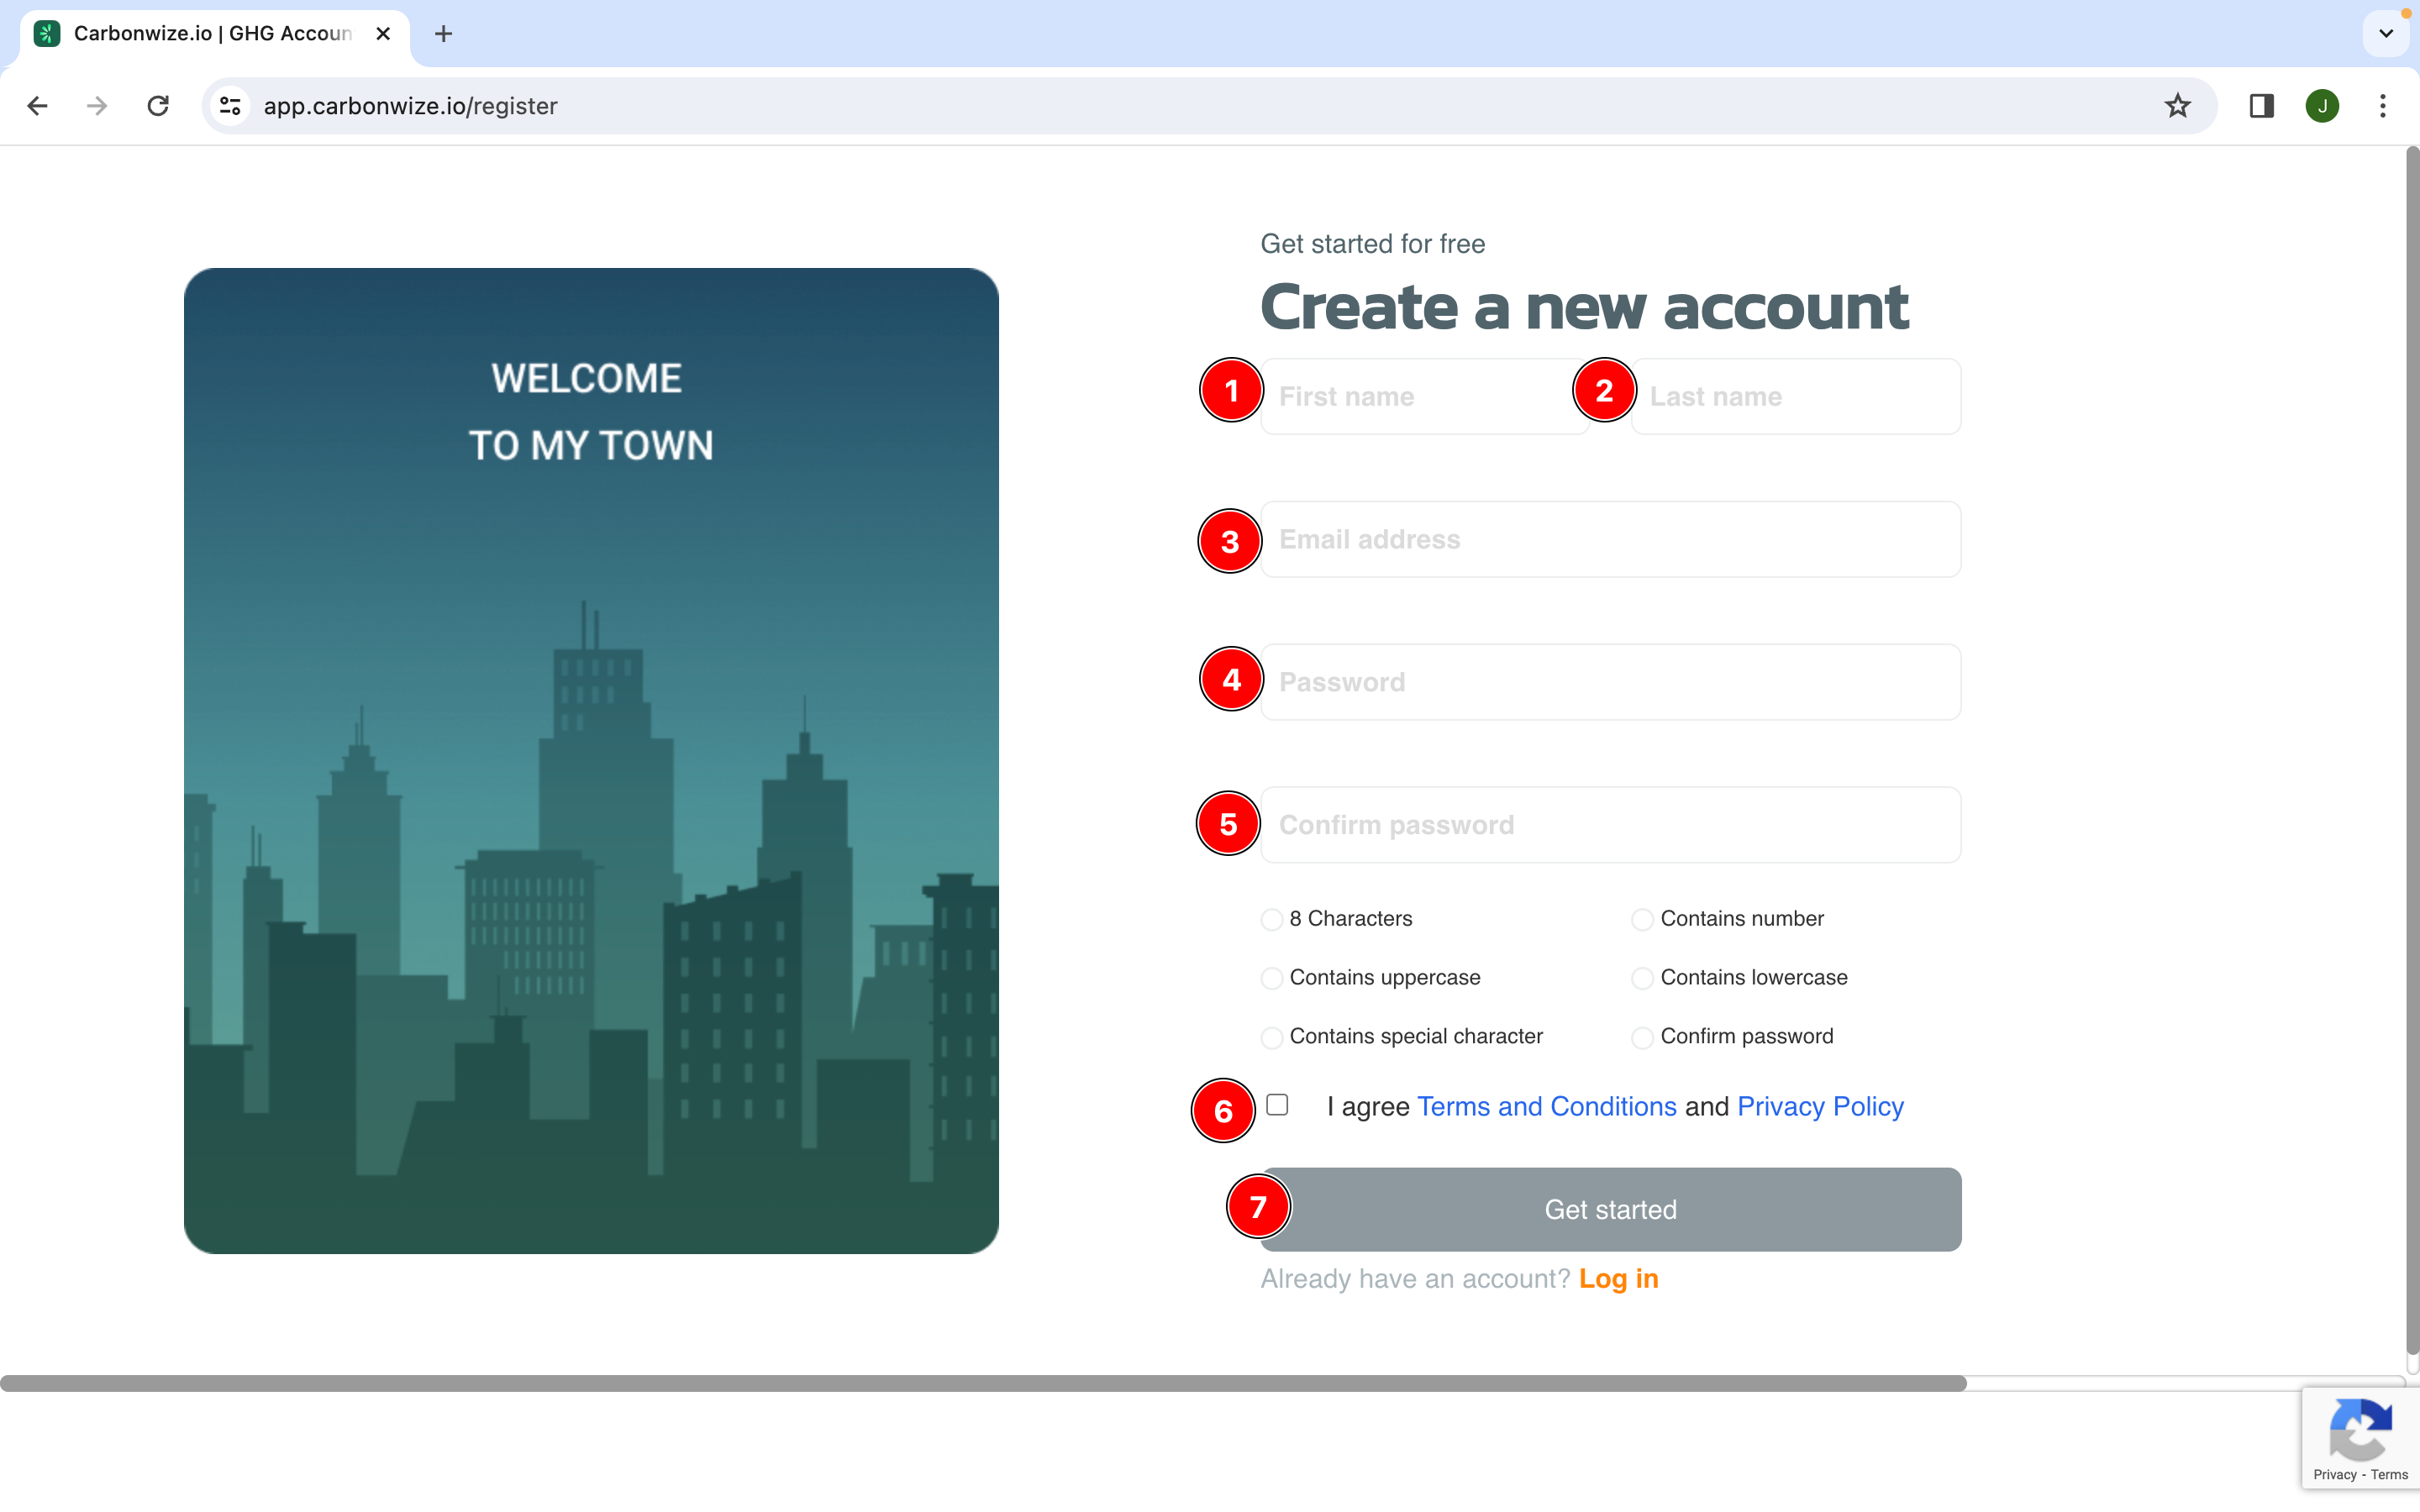 Carbonwize.io | GHG Accoun
app.carbonwize.io/register
J
WELCOME
TO MY TOWN
Get started for free
Create a new account
1 First name
2 Last name
3 Email address
4 Password
5 Confirm password
8 Characters
Contains number
Contains uppercase
Contains lowercase
Contains special character
Confirm password
6 I agree Terms and Conditions and Privacy Policy
7 Get started
Already have an account? Log in
Privacy - Terms